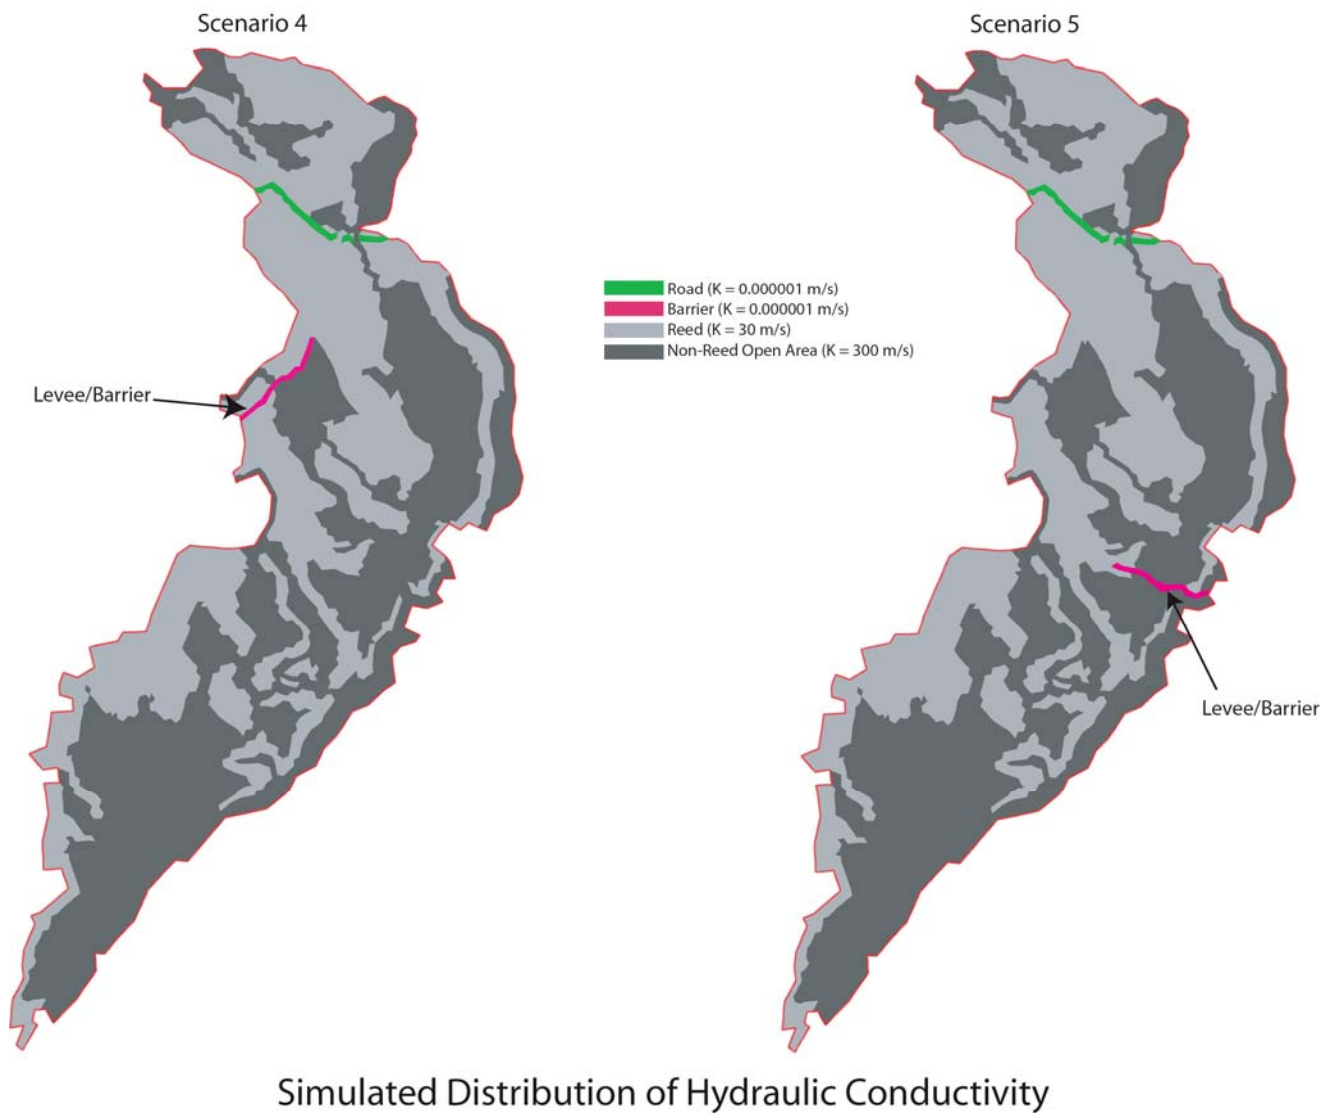 Scenario 4
Scenario 5
Road (K = 0.000001 m/s)
Barrier (K = 0.000001 m/s)
Reed (K = 30 m/s)
Non-Reed Open Area (K = 300 m/s)
Levee/Barrier
Levee/Barrier
Simulated Distribution of Hydraulic Conductivity